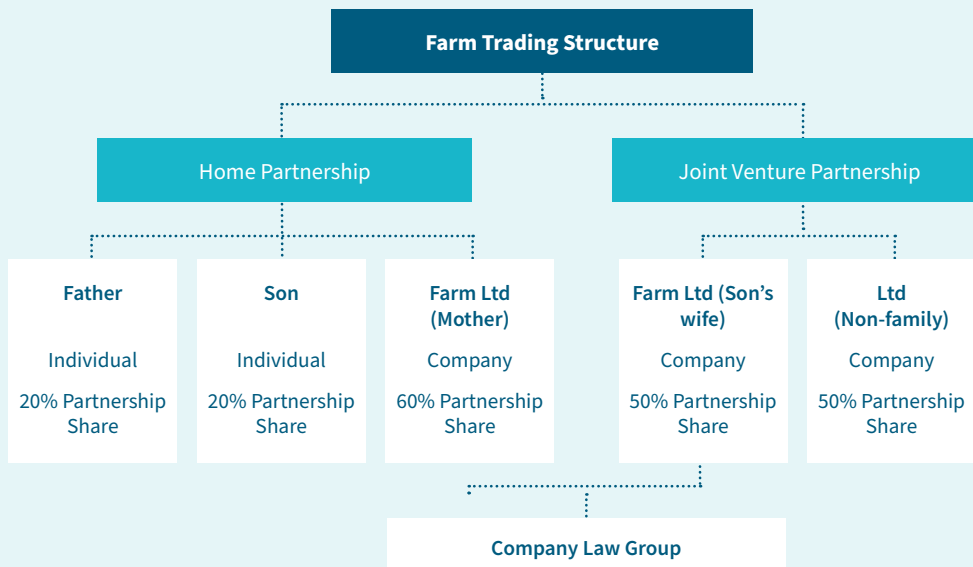 Farm Trading Structure
Home Partnership
Joint Venture Partnership
Father
Individual
20% Partnership
Share
Son
Individual
20% Partnership
Share
Farm Ltd
(Mother)
Company
60% Partnership
Share
Farm Ltd (Son’s
wife)
Company
50% Partnership
Share
Ltd
(Non-family)
Company
50% Partnership
Share
Company Law Group